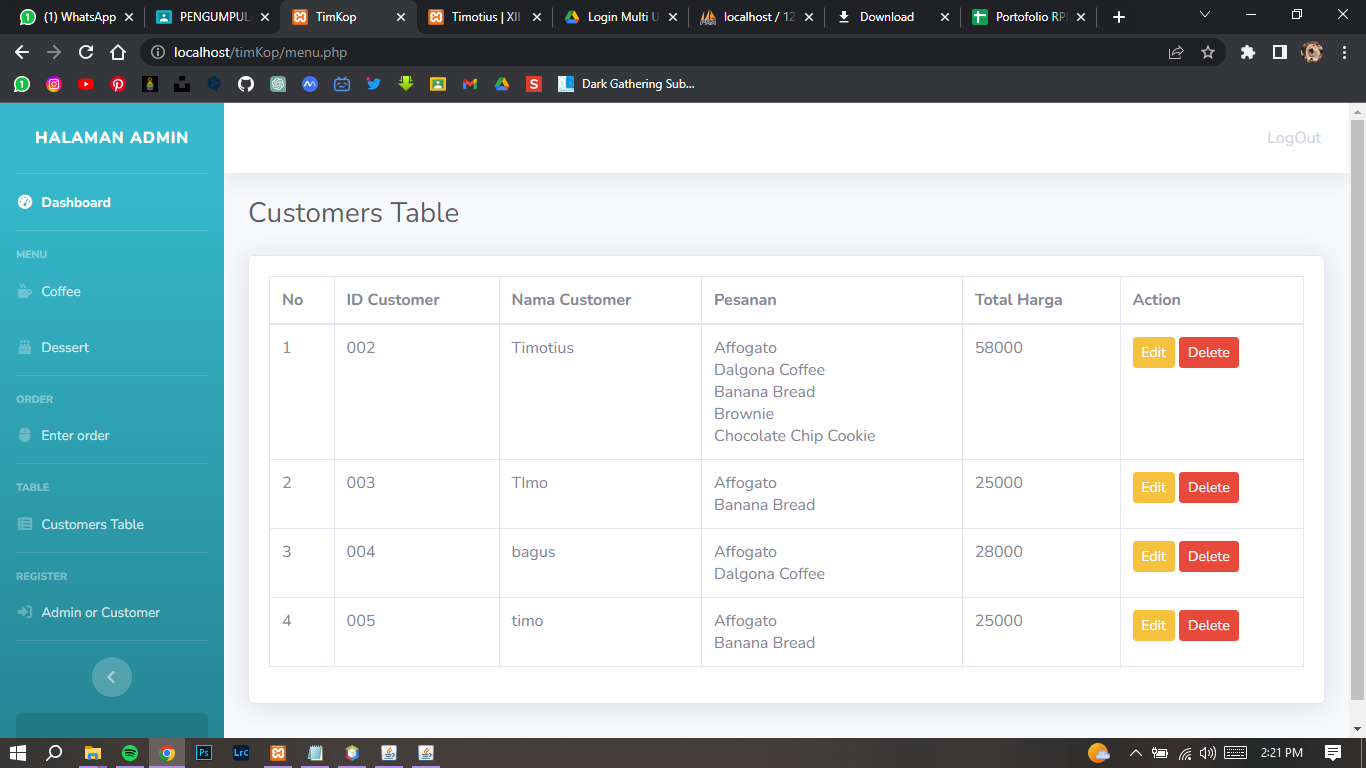 (1) WhatsApp
PENGUMPUL
TimKop
Timotius | XII
Login Multi U
localhost / 12
Download
Portofolio RP
localhost/timKop/menu.php
Dark Gathering Sub...
HALAMAN ADMIN
LogOut
Dashboard
MENU
Coffee
Dessert
ORDER
Enter order
TABLE
Customers Table
REGISTER
Admin or Customer
Customers Table
No ID Customer Nama Customer Pesanan Total Harga Action
1 002 Timotius Affogato 58000 Edit Delete
Dalgona Coffee
Banana Bread
Brownie
Chocolate Chip Cookie
2 003 TImo Affogato 25000 Edit Delete
Banana Bread
3 004 bagus Affogato 28000 Edit Delete
Dalgona Coffee
4 005 timo Affogato 25000 Edit Delete
Banana Bread
Ps
LrC
2:21 PM